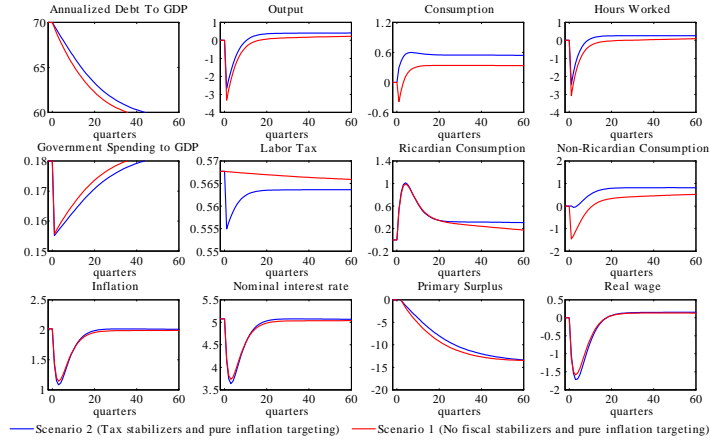 Annualized Debt To GDP
Output
Consumption
Hours Worked
70
65
60
0 20 40 60
quarters
1
0
-1
-2
-3
-4
0 20 40 60
quarters
1.2
0.6
0
-0.6
0 20 40 60
quarters
1
0
-1
-2
-3
-4
0 20 40 60
quarters
Government Spending to GDP
Labor Tax
Ricardian Consumption
Non-Ricardian Consumption
0.18
0.17
0.16
0.15
0 20 40 60
quarters
0.57
0.565
0.56
0.555
0.55
0 20 40 60
quarters
1.4
1
0.6
0.2
-0.2
0 20 40 60
quarters
2
1
0
-1
-2
0 20 40 60
quarters
Inflation
Nominal interest rate
Primary Surplus
Real wage
2.5
2
1.5
1
0 20 40 60
quarters
5.5
5
4.5
4
3.5
0 20 40 60
quarters
0
-5
-10
-15
-20
0 20 40 60
quarters
0.5
0
-0.5
-1
-1.5
-2
0 20 40 60
quarters
Scenario 2 (Tax stabilizers and pure inflation targeting)
Scenario 1 (No fiscal stabilizers and pure inflation targeting)